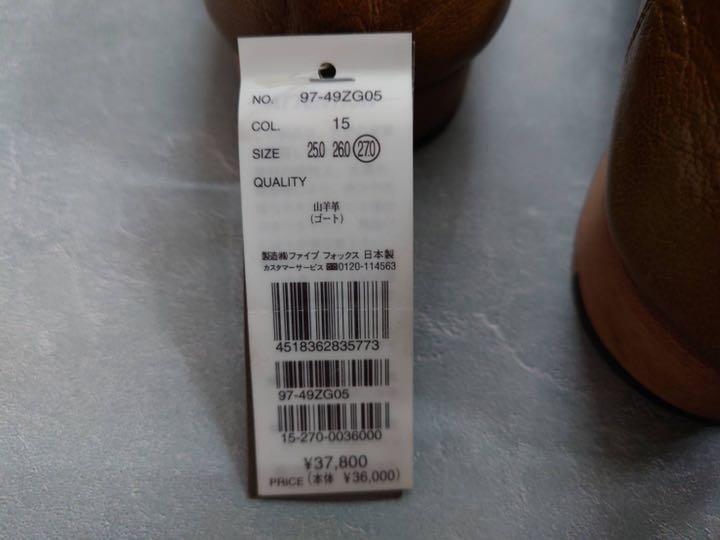 NO. 97-49ZG05
COL. 15
SIZE 25.0 26.0 27.0
QUALITY
山羊革
(ゴート)
製造㈱ファイブ フォックス 日本製
カスタマーサービス 0120-114563
4518362835773
97-49ZG05
15-270-0036000
¥37,800
PRICE (本体 ¥36,000)